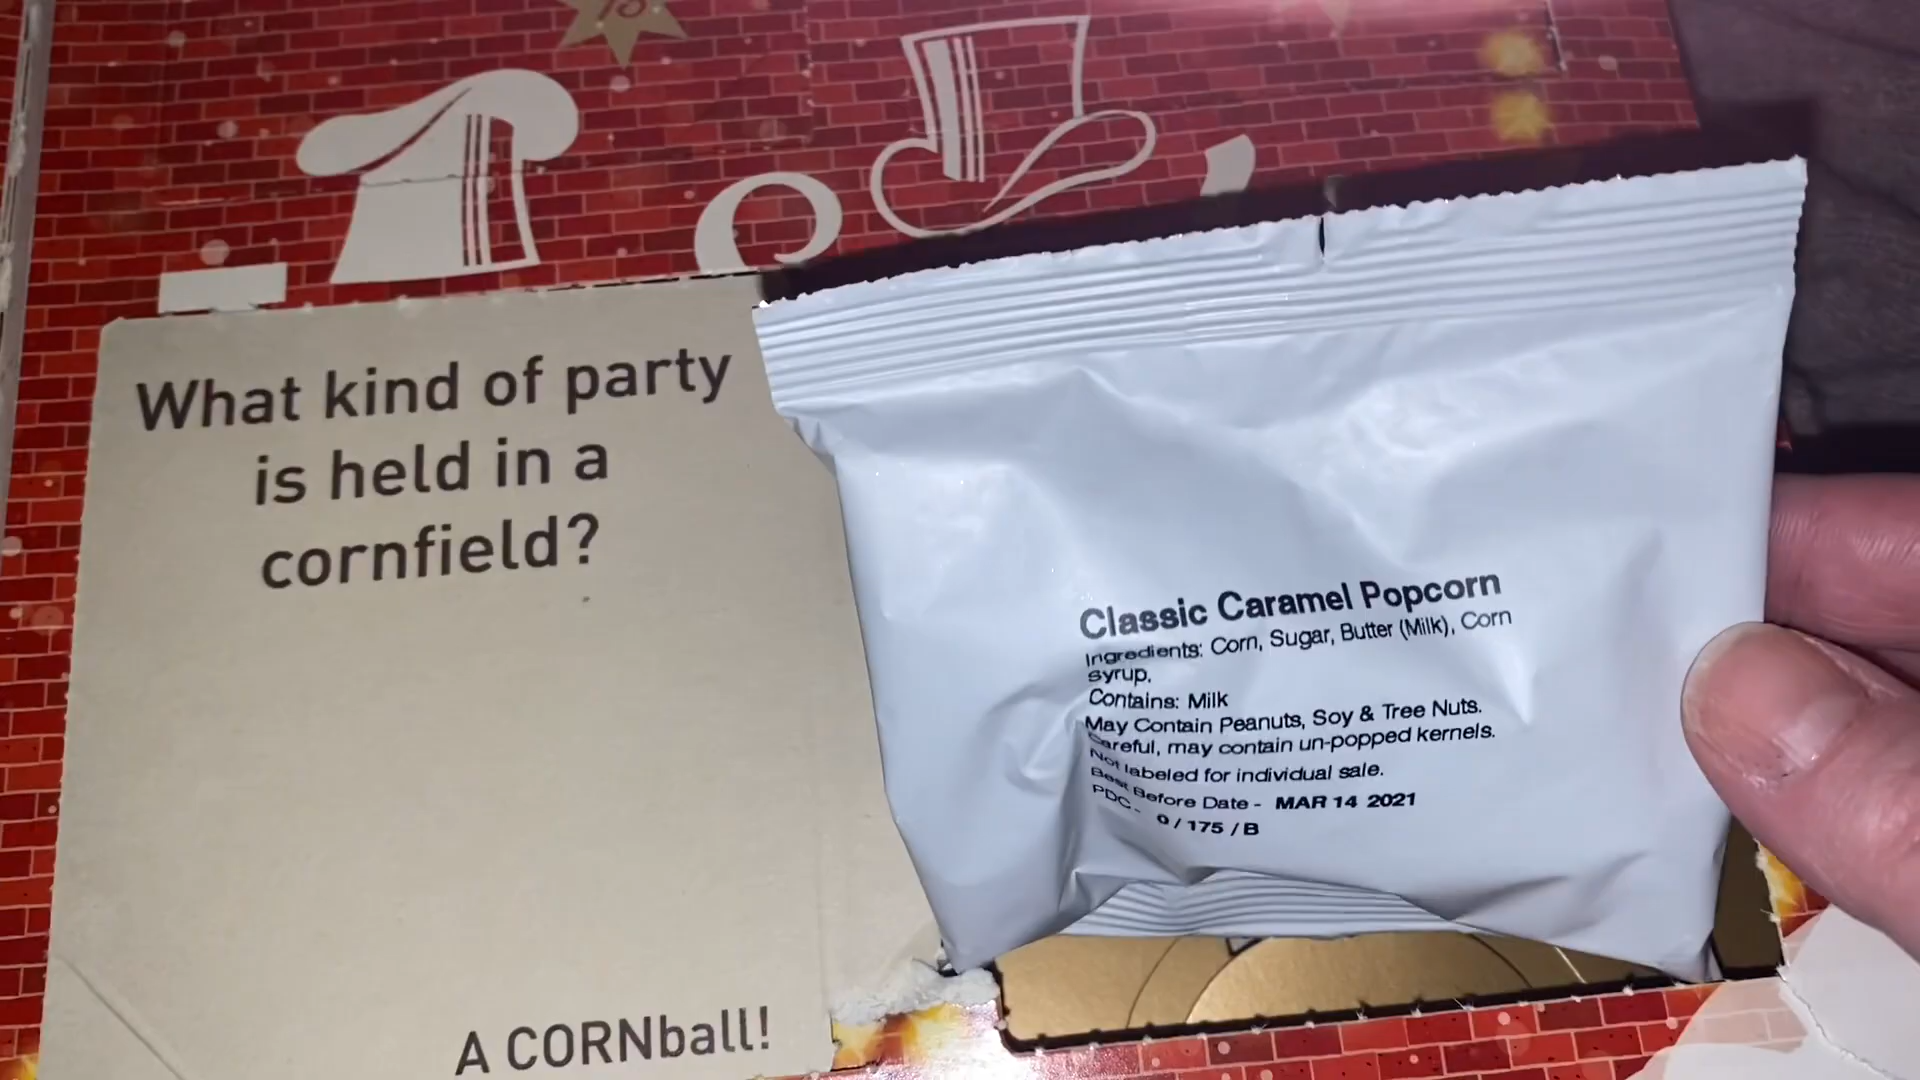 What kind of party
is held in a
cornfield?
A CORNball!
Classic Caramel Popcorn
Ingredients: Corn, Sugar, Butter (Milk), Corn
syrup,
Contains: Milk
May Contain Peanuts, Soy & Tree Nuts.
Careful, may contain un-popped kernels.
Not labeled for individual sale.
Best Before Date - MAR 14 2021
PDC - 0 / 175 / B